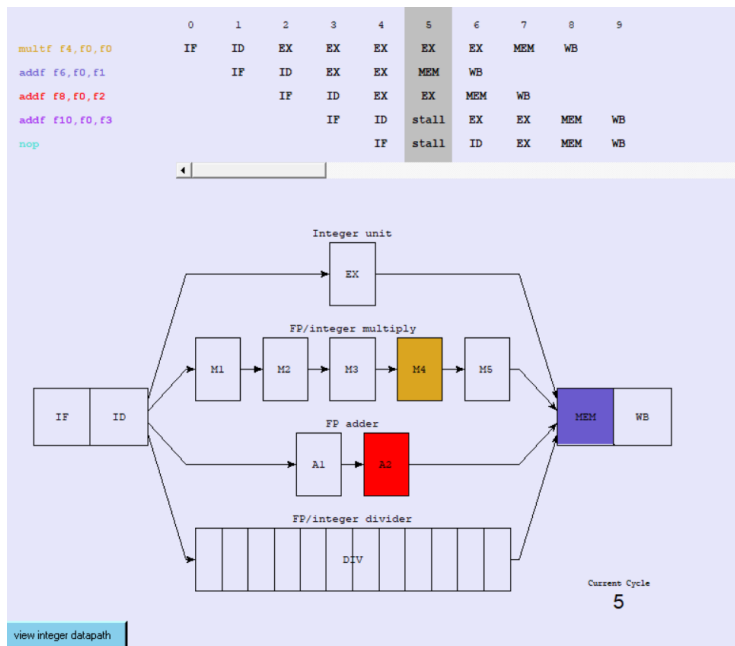 0 1 2 3 4 5 6 7 8 9
multf f4,f0,f0 IF ID EX EX EX EX EX MEM WB
addf f6,f0,f1 IF ID EX EX MEM WB
addf f8,f0,f2 IF ID EX EX MEM WB
addf f10,f0,f3 IF ID stall EX EX MEM WB
nop IF stall ID EX MEM WB
Integer unit
EX
FP/integer multiply
M1 M2 M3 M4 M5
IF ID MEM WB
FP adder
A1 A2
FP/integer divider
DIV
Current Cycle
5
view integer datapath